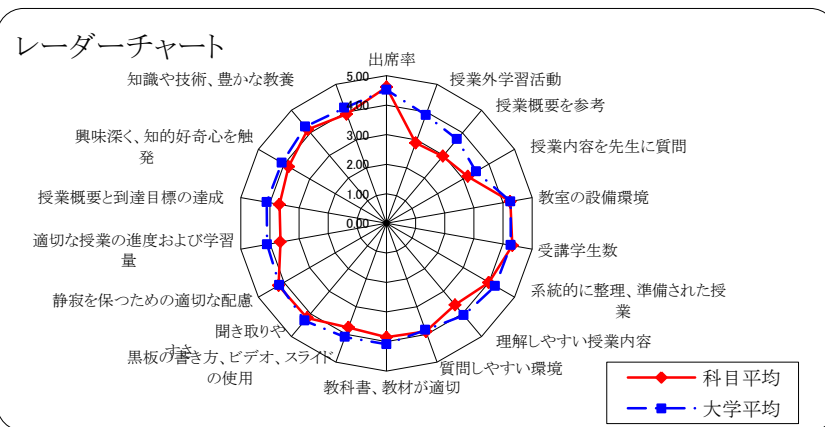 レーダーチャート
出席率
授業外学習活動
授業概要を参考
授業内容を先生に質問
教室の設備環境
受講学生数
系統的に整理、準備された授
業
理解しやすい授業内容
質問しやすい環境
教科書、教材が適切
黒板の書き方、ビデオ、スライド
の使用
聞き取りや
すさ
静寂を保つための適切な配慮
適切な授業の進度および学習
量
授業概要と到達目標の達成
興味深く、知的好奇心を触
発
知識や技術、豊かな教養
5.00
4.00
3.00
2.00
1.00
0.00
科目平均
大学平均